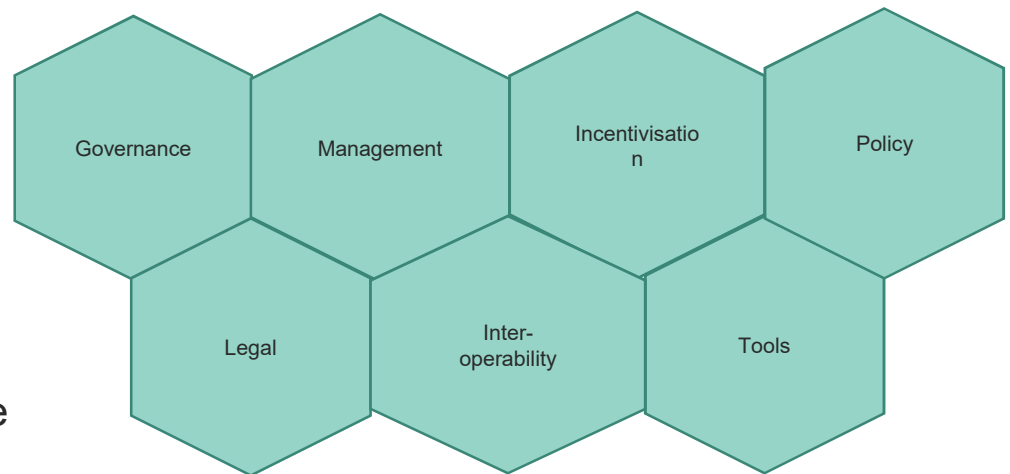 Governance
Management
Incentivisatio
n
Policy
Legal
Inter-
operability
Tools
e